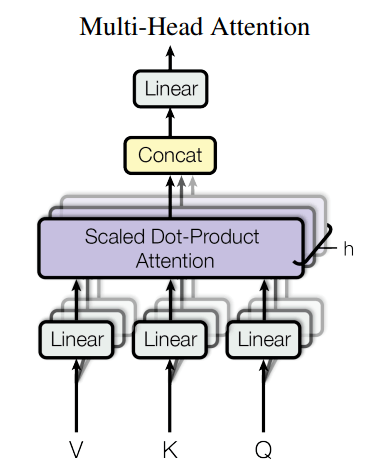 Multi-Head Attention
Linear
Concat
Scaled Dot-Product
Attention
h
Linear Linear Linear
V K Q